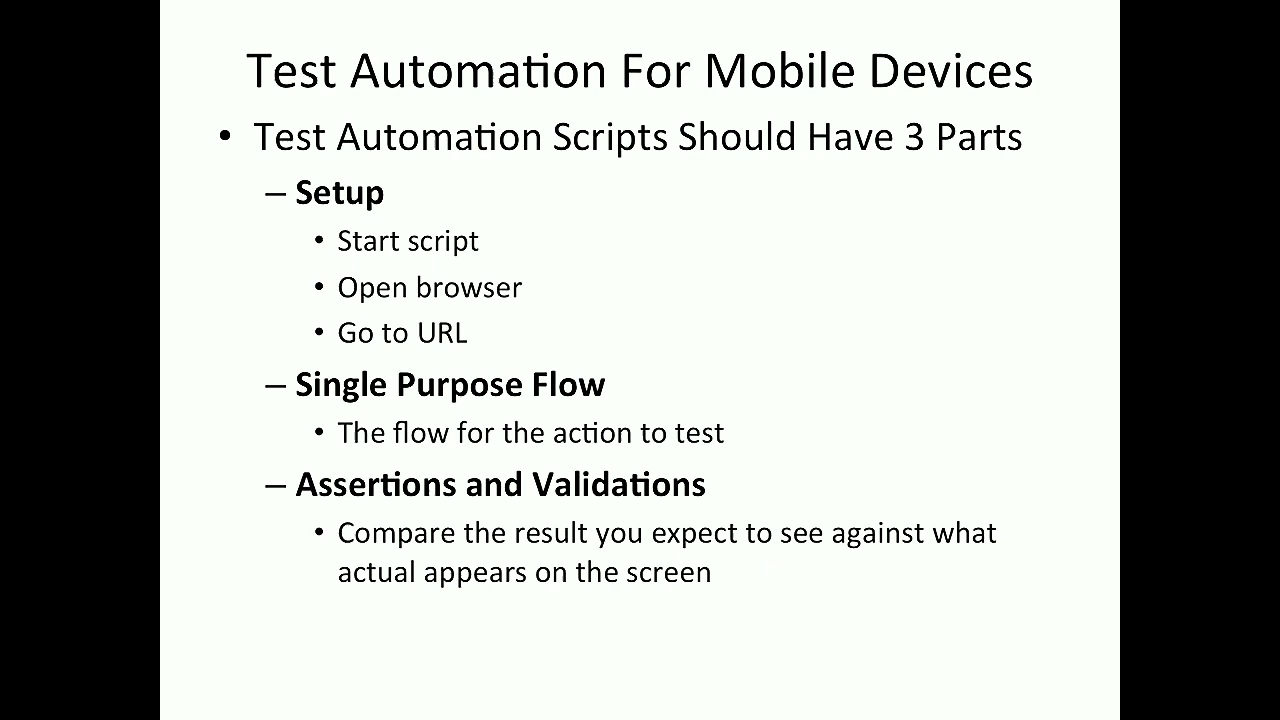 Test Automation For Mobile Devices
• Test Automation Scripts Should Have 3 Parts
– Setup
• Start script
• Open browser
• Go to URL
– Single Purpose Flow
• The flow for the action to test
– Assertions and Validations
• Compare the result you expect to see against what
actual appears on the screen